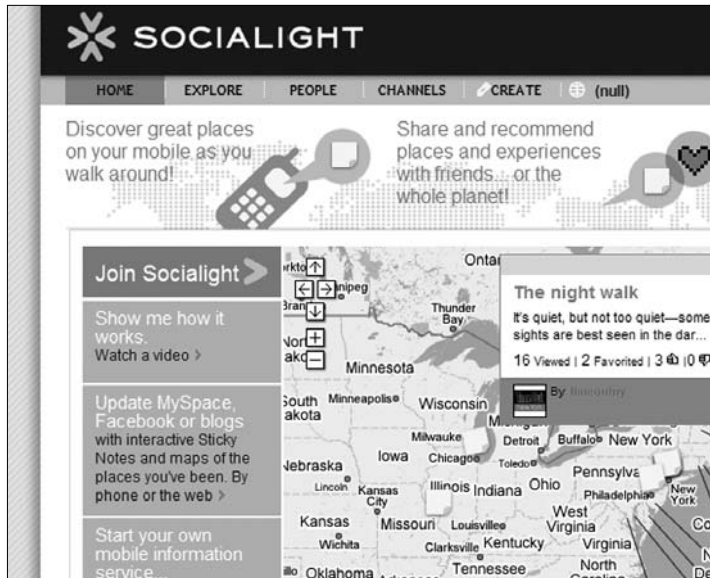 SOCIALIGHT
HOME EXPLORE PEOPLE CHANNELS CREATE (null)
Discover great places
on your mobile as you
walk around!
Share and recommend
places and experiences
with friends... or the
whole planet!
Join Socialight
Show me how it
works.
Watch a video
Update MySpace,
Facebook or blogs
with interactive Sticky
Notes and maps of the
places you've been. By
phone or the web
Start your own
mobile information
service...
The night walk
It's quiet, but not too quiet—some
sights are best seen in the dar...
16 Viewed | 2 Favorited | 3 | 0
By
Thunder
Bay
Minnesota
Minneapolis
Wisconsin
Milwauke
Detroit
Buffalo
New York
Iowa
Chicago
Toledo
Pennsylva
Lincoln
Kansas
City
Illinois
Indiana
Ohio
Philadelphia
New
York
Kansas
Missouri
Louisville
West
Virginia
Wichita
Clarksville
Kentucky
Virginia
Oklahoma
Tennessee
North